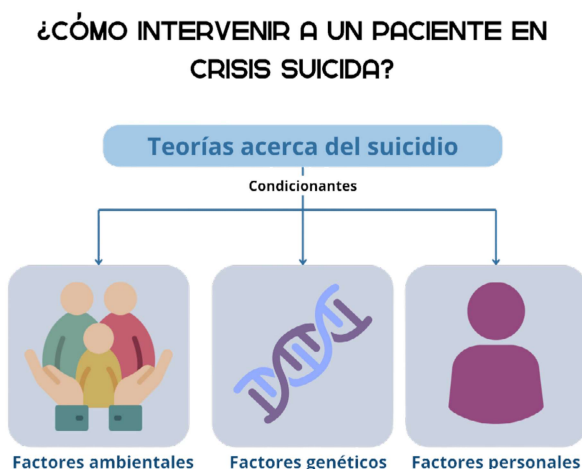 ¿CÓMO INTERVENIR A UN PACIENTE EN
CRISIS SUICIDA?
Teorías acerca del suicidio
Condicionantes
Factores ambientales
Factores genéticos
Factores personales